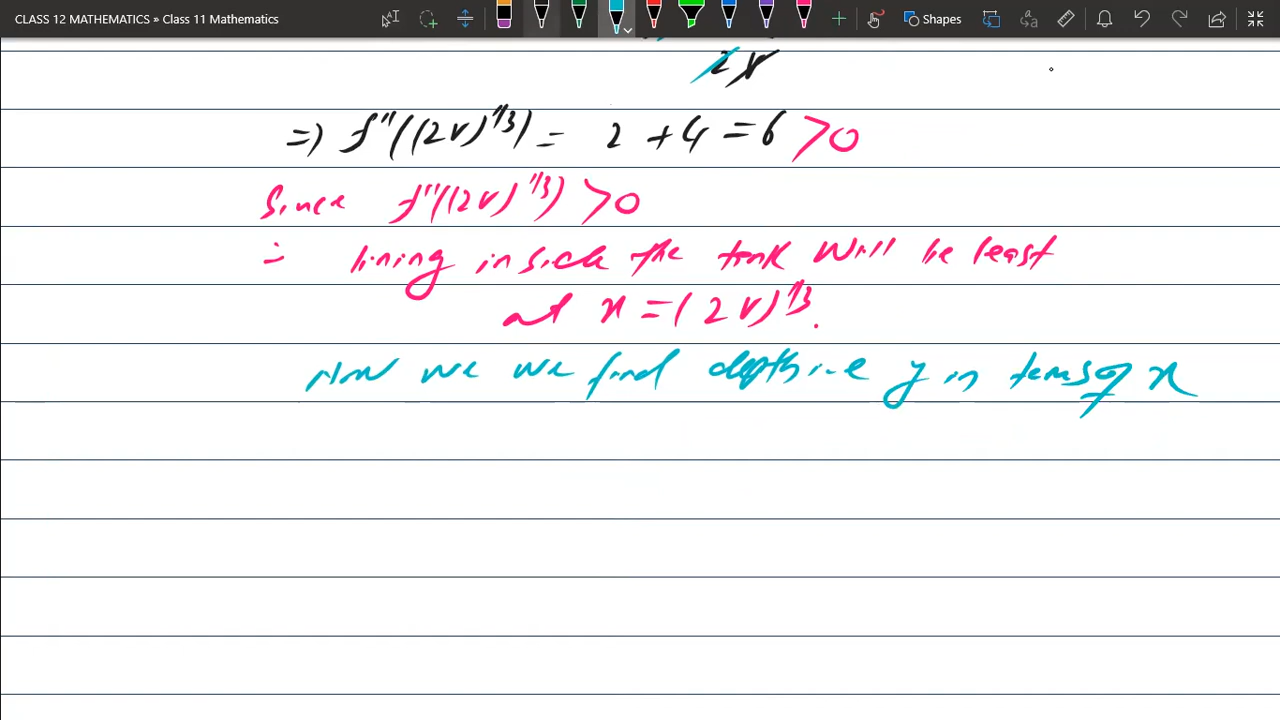 CLASS 12 MATHEMATICS » Class 11 Mathematics
Shapes
2x
=) f''((2v)^1/3) = 2 + 4 = 6 >0
Since f''((2v)^1/3) >0
∴ lining inside the tank will be least
at x = (2v)^1/3.
Now we we find depth i.e y in terms of x